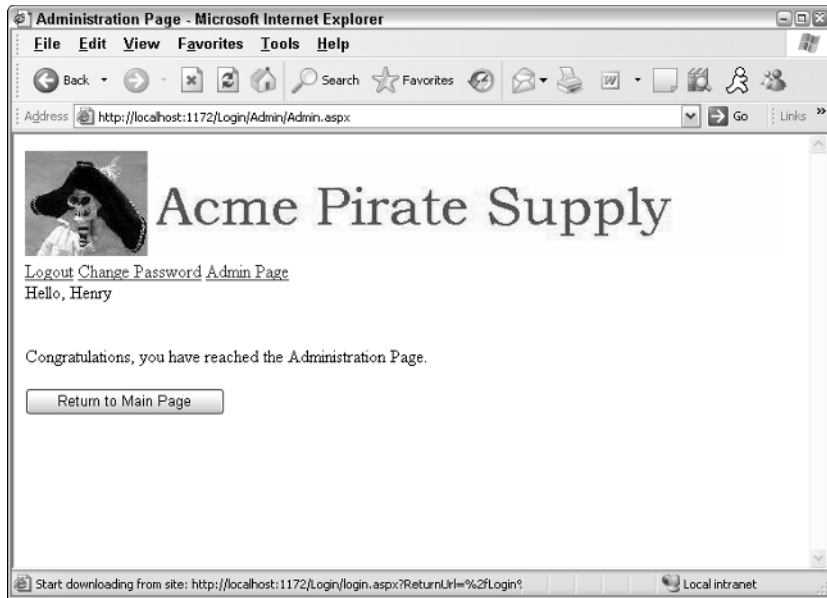 Administration Page - Microsoft Internet Explorer
File Edit View Favorites Tools Help
Back Search Favorites
Address http://localhost:1172/Login/Admin/Admin.aspx Go Links »
Acme Pirate Supply
Logout Change Password Admin Page
Hello, Henry
Congratulations, you have reached the Administration Page.
Return to Main Page
Start downloading from site: http://localhost:1172/Login/login.aspx?ReturnUrl=%2fLogin% Local intranet